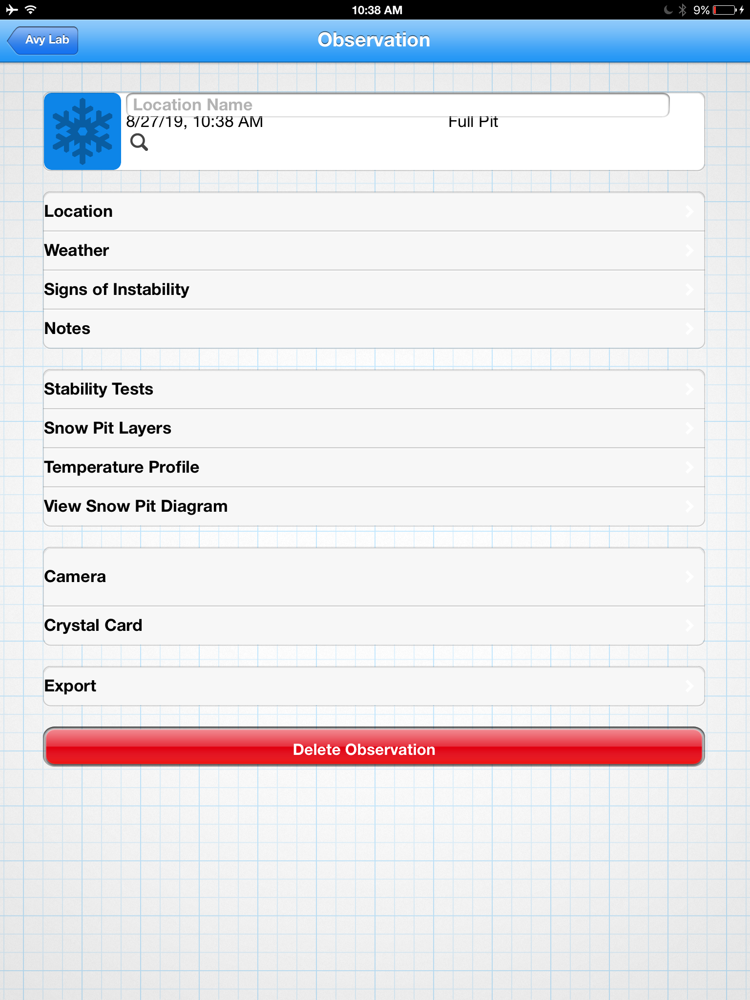 10:38 AM
9%
Avy Lab
Observation
Location Name
8/27/19, 10:38 AM
Full Pit
Location
Weather
Signs of Instability
Notes
Stability Tests
Snow Pit Layers
Temperature Profile
View Snow Pit Diagram
Camera
Crystal Card
Export
Delete Observation